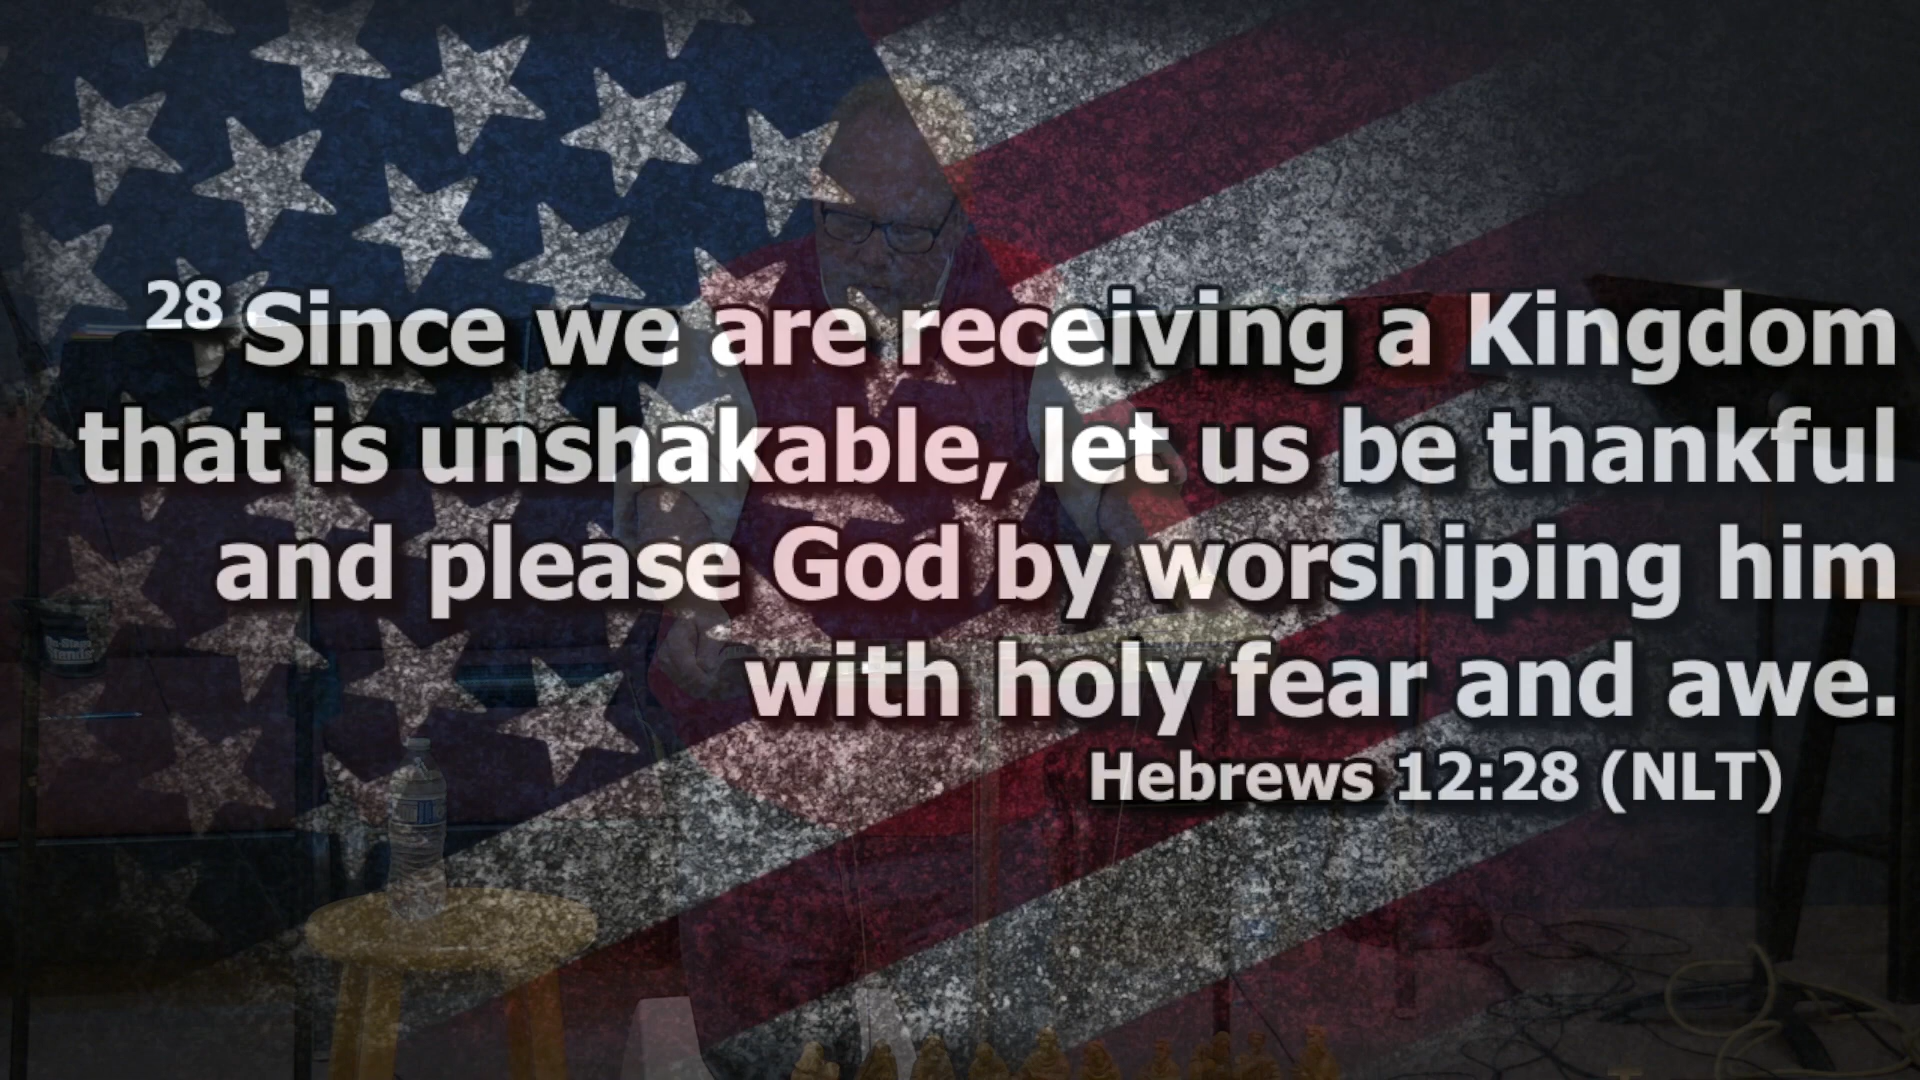 28 Since we are receiving a Kingdom
that is unshakable, let us be thankful
and please God by worshiping him
with holy fear and awe.
Hebrews 12:28 (NLT)